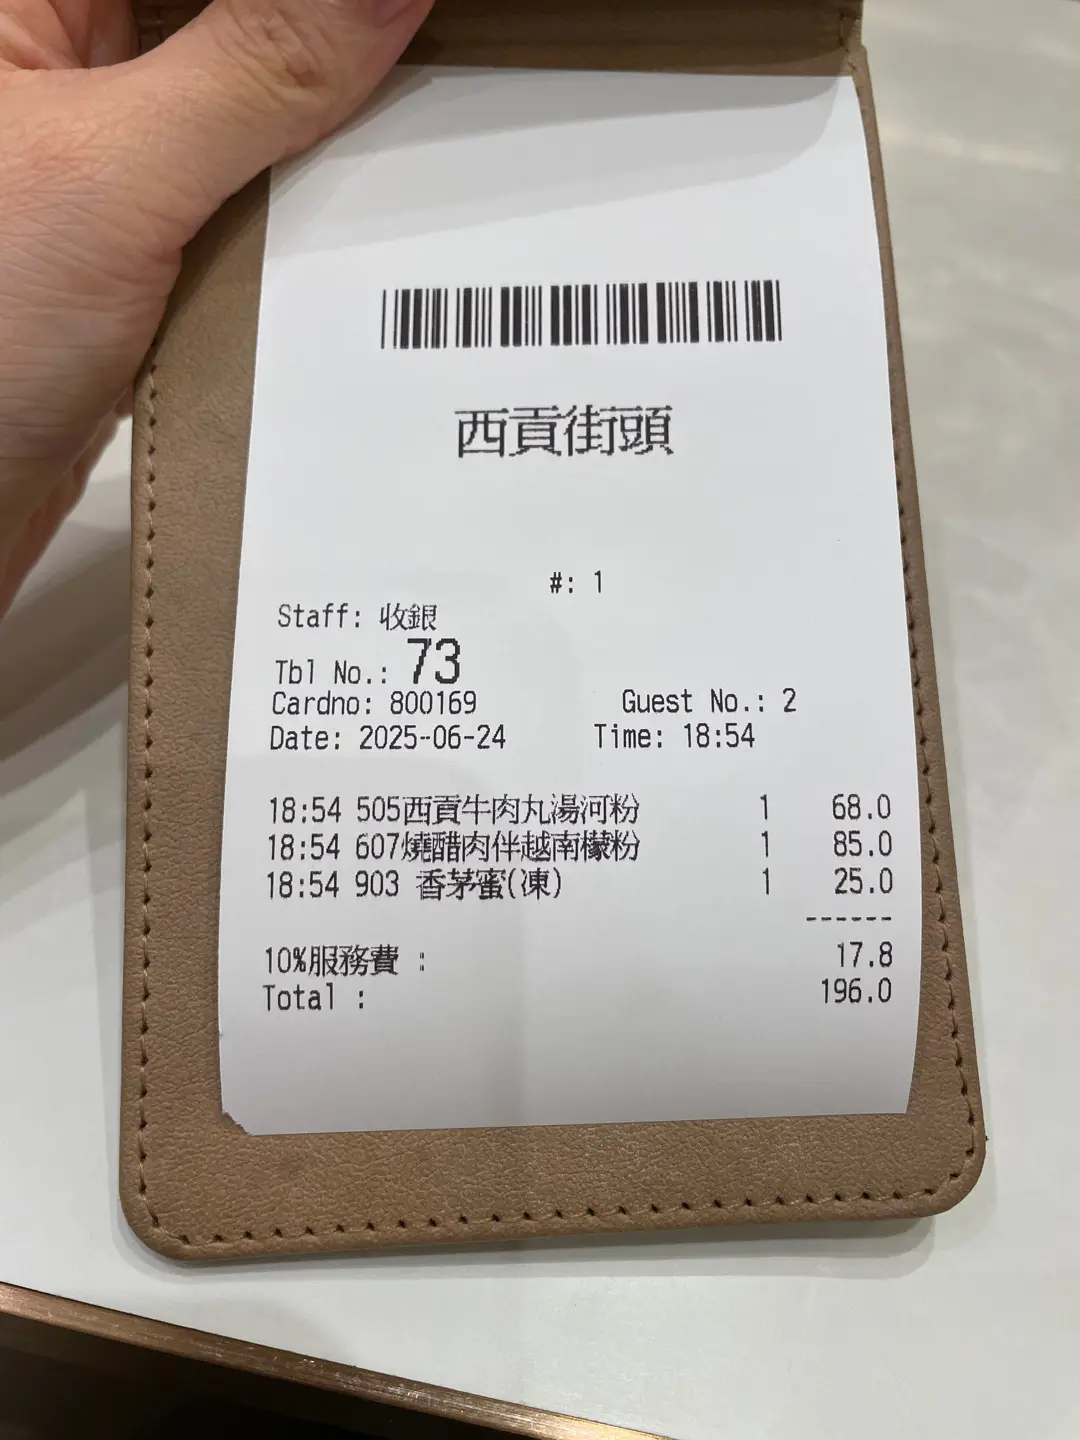 西貢街頭
#: 1
Staff: 收銀
Tbl No.: 73
Cardno: 800169 Guest No.: 2
Date: 2025-06-24 Time: 18:54
18:54 505西貢牛肉丸湯河粉 1 68.0
18:54 607燒醋肉伴越南檬粉 1 85.0
18:54 903 香茅蜜(凍) 1 25.0
------
10%服務費 : 17.8
Total : 196.0